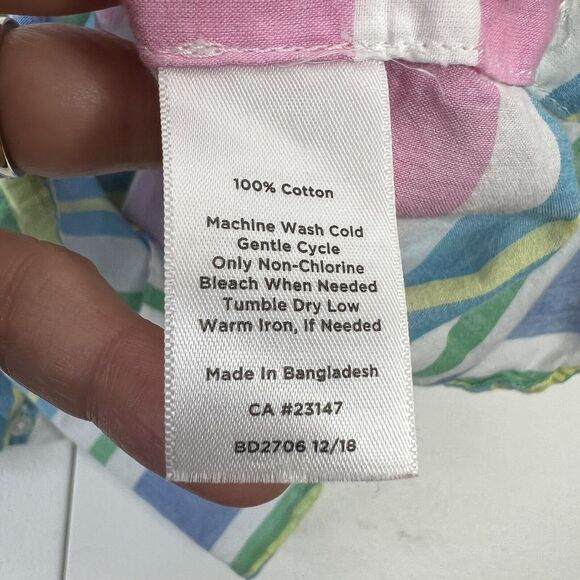 100% Cotton
Machine Wash Cold
Gentle Cycle
Only Non-Chlorine
Bleach When Needed
Tumble Dry Low
Warm Iron, If Needed
Made In Bangladesh
CA #23147
BD2706 12/18